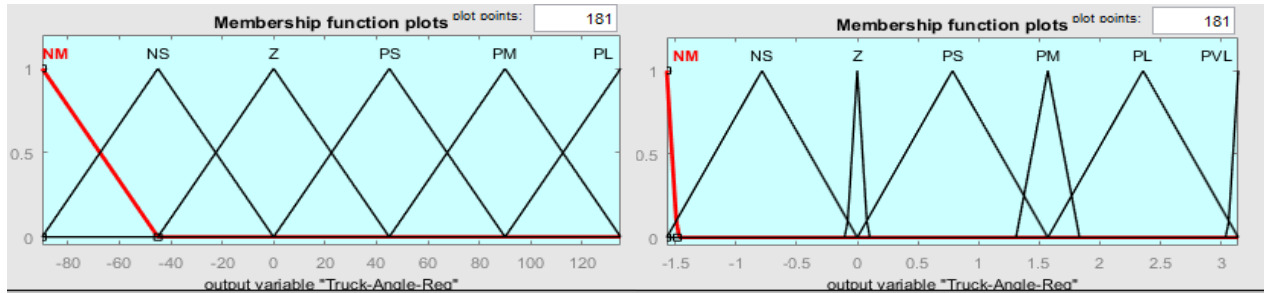 Membership function plots plot points: 181
NM NS Z PS PM PL
1
0.5
0
-80 -60 -40 -20 0 20 40 60 80 100 120
output variable "Truck-Angle-Req"
Membership function plots plot points: 181
NM NS Z PS PM PL PVL
1
0.5
0
-1.5 -1 -0.5 0 0.5 1 1.5 2 2.5 3
output variable "Truck-Angle-Req"